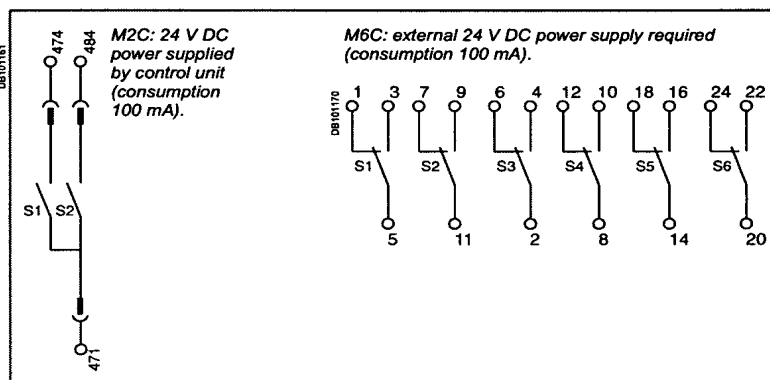 DB101161
474
484
M2C: 24 V DC
power supplied
by control unit
(consumption
100 mA).
S1
S2
471
M6C: external 24 V DC power supply required
(consumption 100 mA).
DB101170
1 3 7 9 6 4 12 10 18 16 24 22
S1 S2 S3 S4 S5 S6
5 11 2 8 14 20